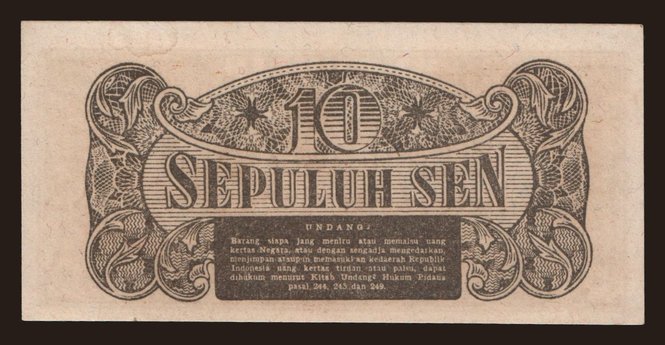 10
SEPULUH SEN
UNDANG²
Barang siapa jang meniru atau memalsu uang
kertas Negara, atau dengan sengadja mengedarkan,
menjimpan ataupun memasukkan kedaerah Republik
Indonesia uang kertas tiruan atau palsu, dapat
dihukum menurut Kitab Undang² Hukum Pidana
pasal 244, 245 dan 249.